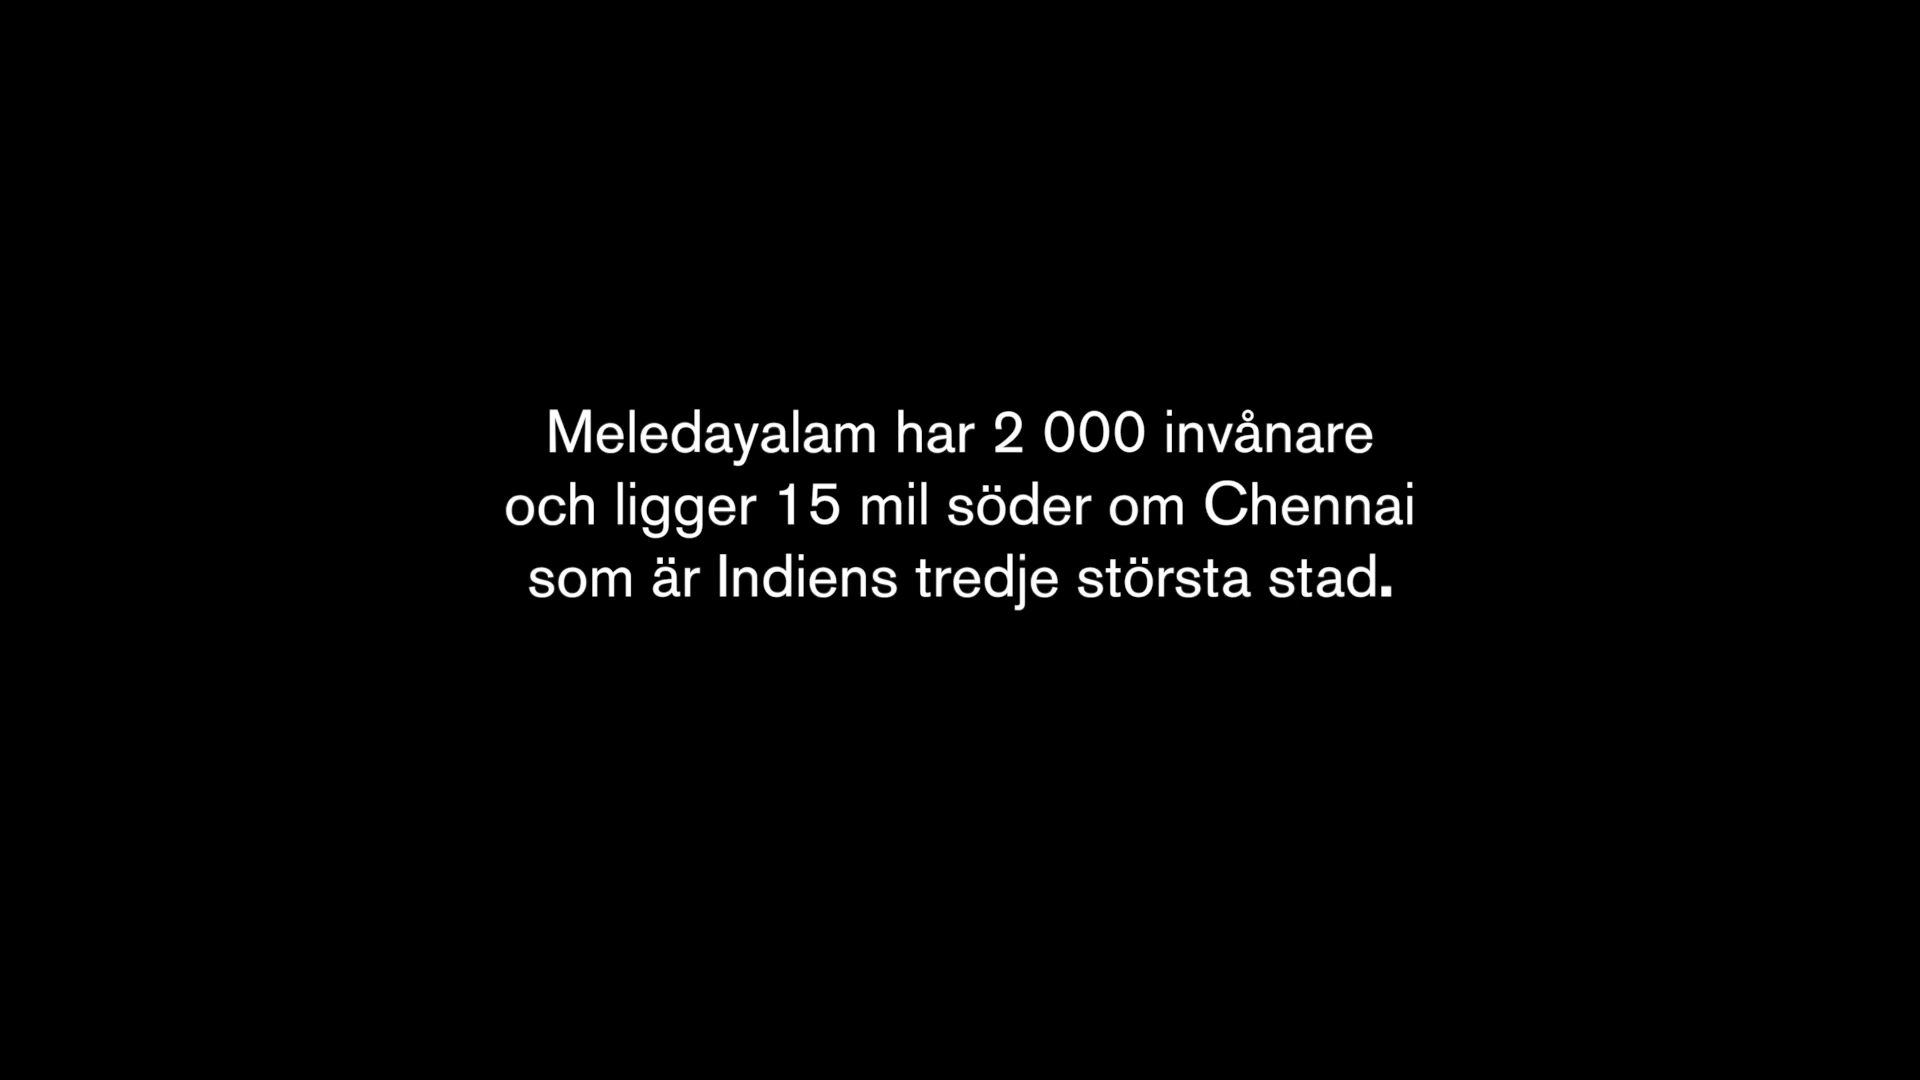 Meledayalam har 2 000 invånare
och ligger 15 mil söder om Chennai
som är Indiens tredje största stad.